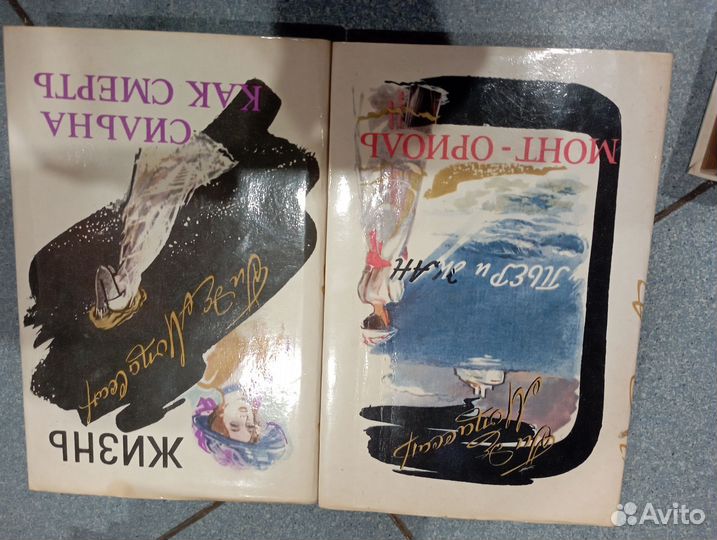 Ги де Мопассан
ЖИЗНЬ
СИЛЬНА
КАК СМЕРТЬ
Ги де
Мопассан
ПЬЕР и ЖАН
МОНТ-ОРИОЛЬ
Avito